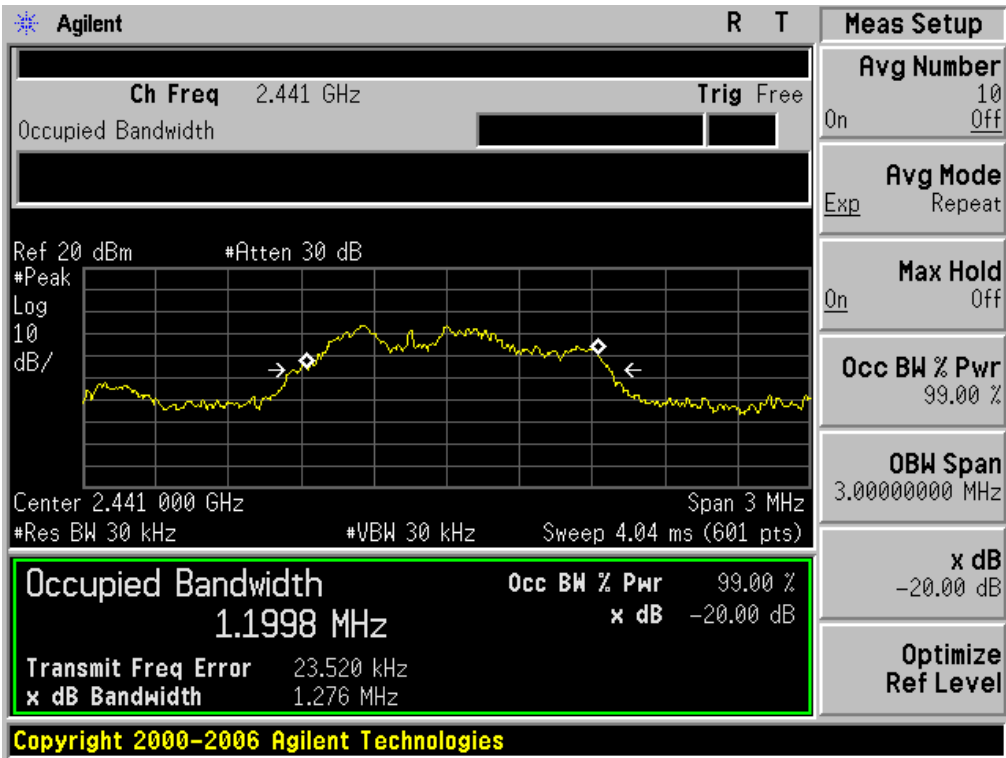 Agilent R T
Ch Freq 2.441 GHz Trig Free
Occupied Bandwidth
Ref 20 dBm #Atten 30 dB
#Peak
Log
10
dB/
Center 2.441 000 GHz Span 3 MHz
#Res BW 30 kHz #VBW 30 kHz Sweep 4.04 ms (601 pts)
Occupied Bandwidth Occ BW % Pwr 99.00 %
1.1998 MHz x dB -20.00 dB
Transmit Freq Error 23.520 kHz
x dB Bandwidth 1.276 MHz
Copyright 2000-2006 Agilent Technologies
Meas Setup
Avg Number
10
On Off
Avg Mode
Exp Repeat
Max Hold
On Off
Occ BW % Pwr
99.00 %
OBW Span
3.00000000 MHz
x dB
-20.00 dB
Optimize
Ref Level